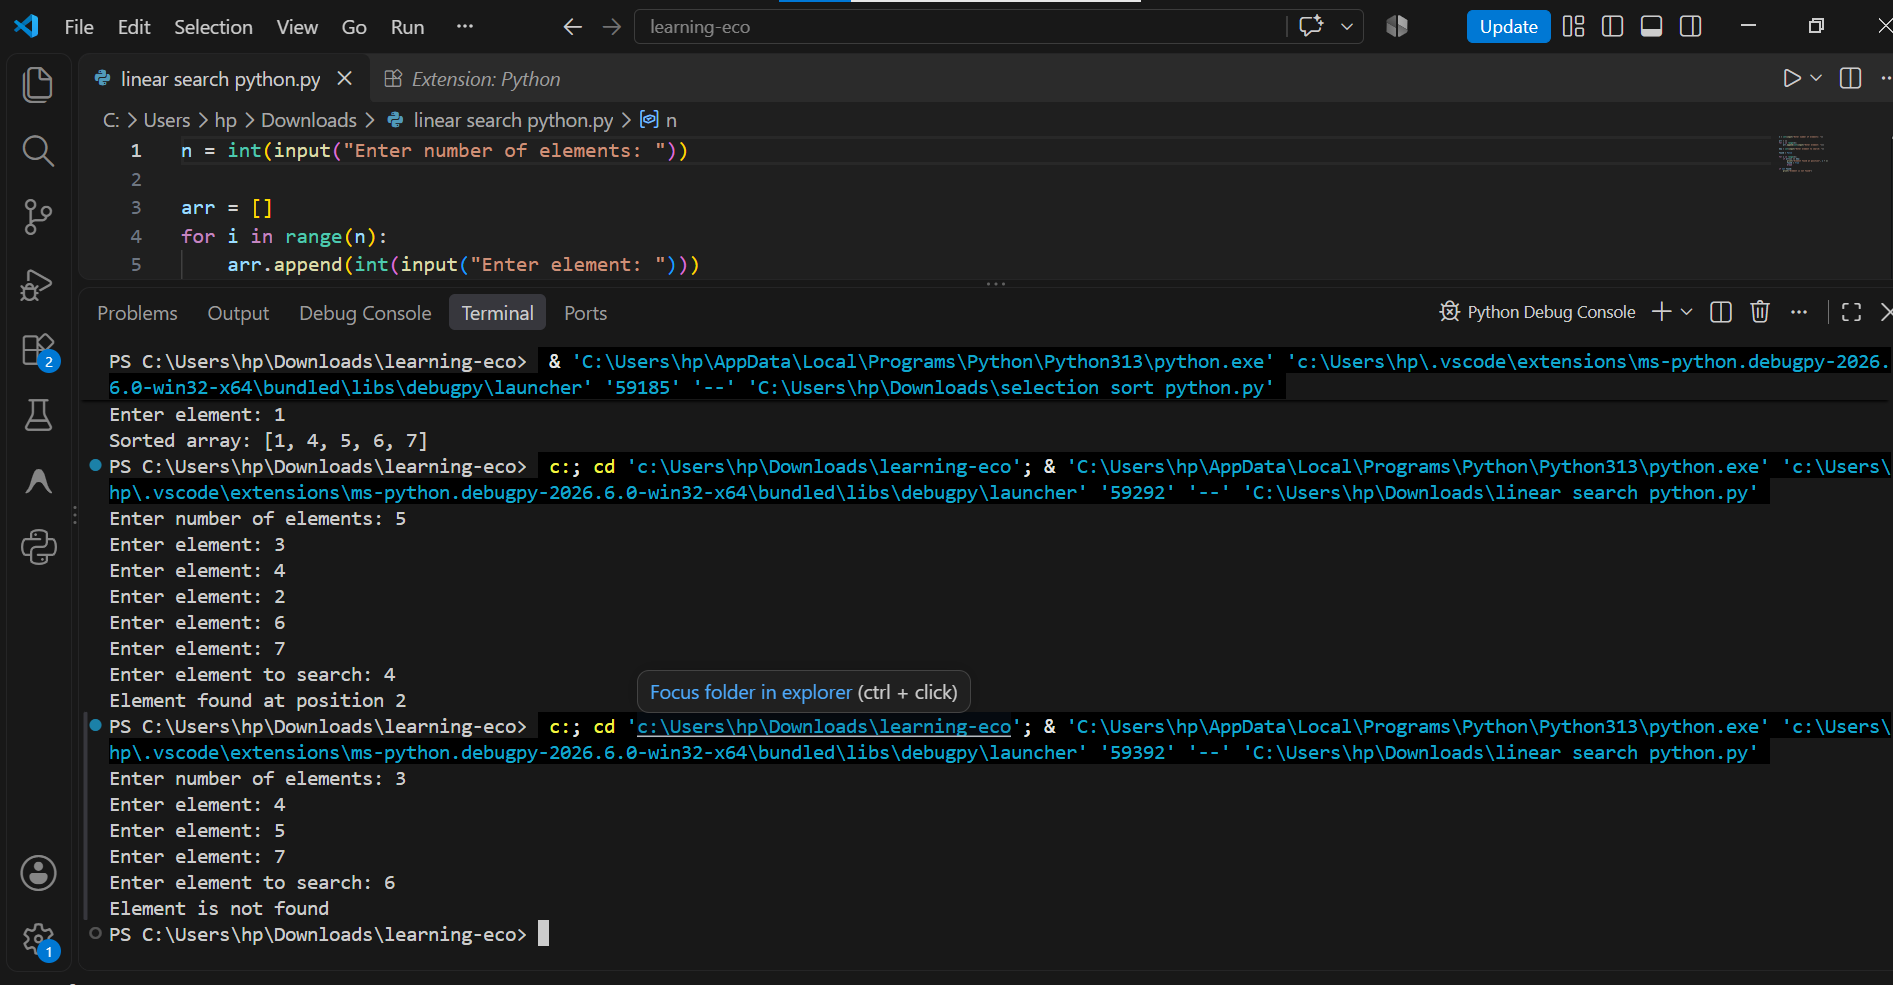 File Edit Selection View Go Run ··· learning-eco Update
linear search python.py Extension: Python
C: > Users > hp > Downloads > linear search python.py > n
1 n = int(input("Enter number of elements: "))
2
3 arr = []
4 for i in range(n):
5 arr.append(int(input("Enter element: ")))
Problems Output Debug Console Terminal Ports Python Debug Console
PS C:\Users\hp\Downloads\learning-eco> & 'C:\Users\hp\AppData\Local\Programs\Python\Python313\python.exe' 'c:\Users\hp\.vscode\extensions\ms-python.debugpy-2026.
6.0-win32-x64\bundled\libs\debugpy\launcher' '59185' '--' 'C:\Users\hp\Downloads\selection sort python.py'
Enter element: 1
Sorted array: [1, 4, 5, 6, 7]
PS C:\Users\hp\Downloads\learning-eco> c:; cd 'c:\Users\hp\Downloads\learning-eco'; & 'C:\Users\hp\AppData\Local\Programs\Python\Python313\python.exe' 'c:\Users\
hp\.vscode\extensions\ms-python.debugpy-2026.6.0-win32-x64\bundled\libs\debugpy\launcher' '59292' '--' 'C:\Users\hp\Downloads\linear search python.py'
Enter number of elements: 5
Enter element: 3
Enter element: 4
Enter element: 2
Enter element: 6
Enter element: 7
Enter element to search: 4
Focus folder in explorer (ctrl + click)
Element found at position 2
PS C:\Users\hp\Downloads\learning-eco> c:; cd 'c:\Users\hp\Downloads\learning-eco'; & 'C:\Users\hp\AppData\Local\Programs\Python\Python313\python.exe' 'c:\Users\
hp\.vscode\extensions\ms-python.debugpy-2026.6.0-win32-x64\bundled\libs\debugpy\launcher' '59392' '--' 'C:\Users\hp\Downloads\linear search python.py'
Enter number of elements: 3
Enter element: 4
Enter element: 5
Enter element: 7
Enter element to search: 6
Element is not found
PS C:\Users\hp\Downloads\learning-eco>
2
1